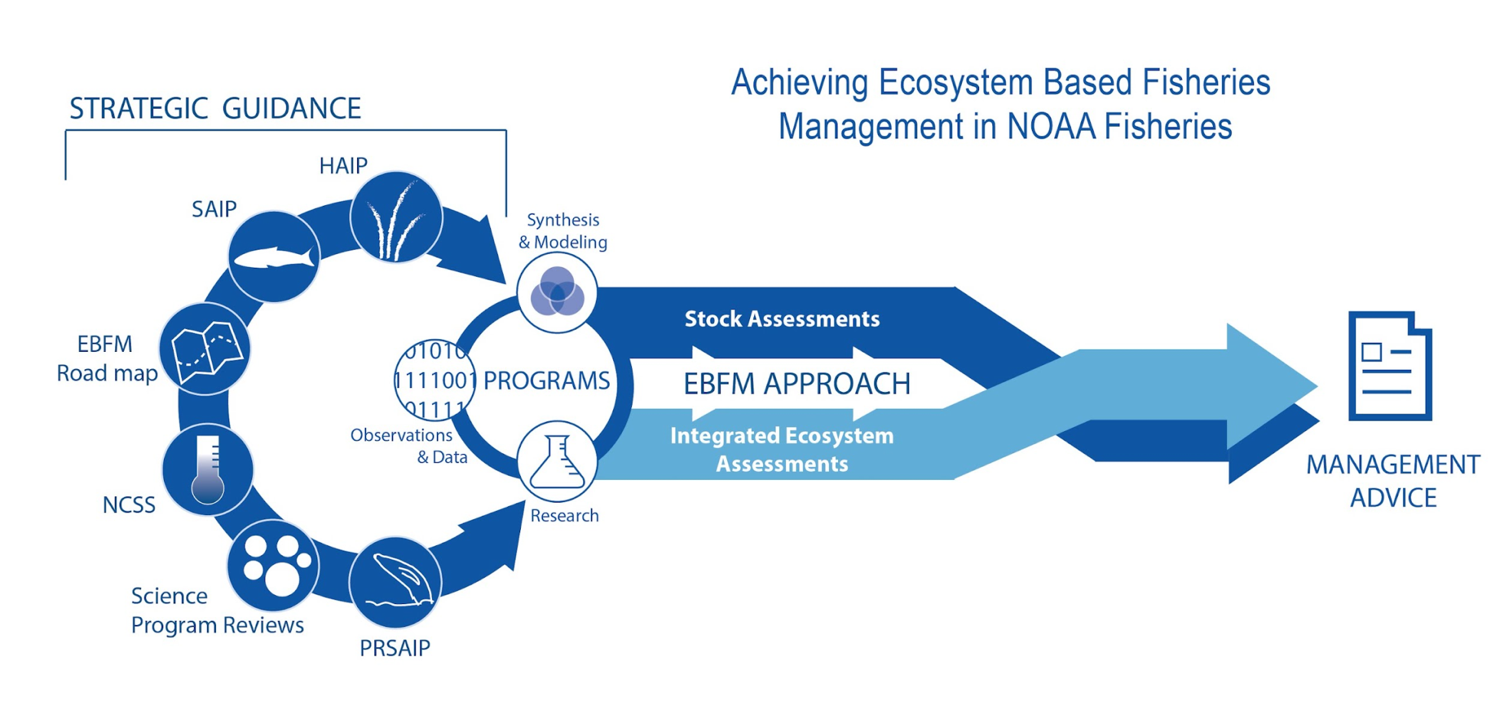 Achieving Ecosystem Based Fisheries
Management in NOAA Fisheries
STRATEGIC GUIDANCE
HAIP
SAIP
EBFM
Road map
NCSS
Science
Program Reviews
PRSAIP
Synthesis
& Modeling
01010
1111001
01111
PROGRAMS
Observations
& Data
Research
Stock Assessments
EBFM APPROACH
Integrated Ecosystem
Assessments
MANAGEMENT
ADVICE